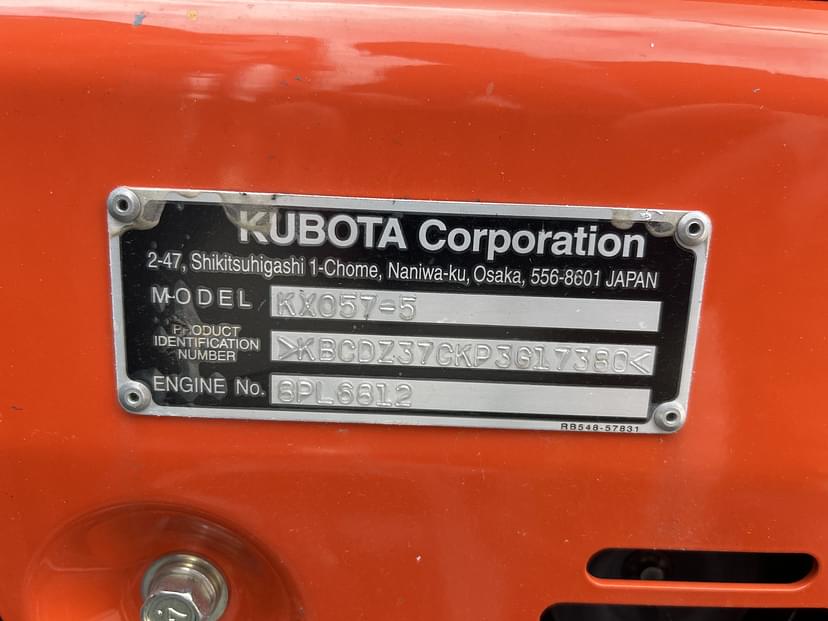 KUBOTA Corporation
2-47, Shikitsuhigashi 1-Chome, Naniwa-ku, Osaka, 556-8601 JAPAN
MODEL KX057-5
PRODUCT
IDENTIFICATION
NUMBER
>KBCDZ37CKP3G17380<
ENGINE No. 6PL6612
RB548-57831
7